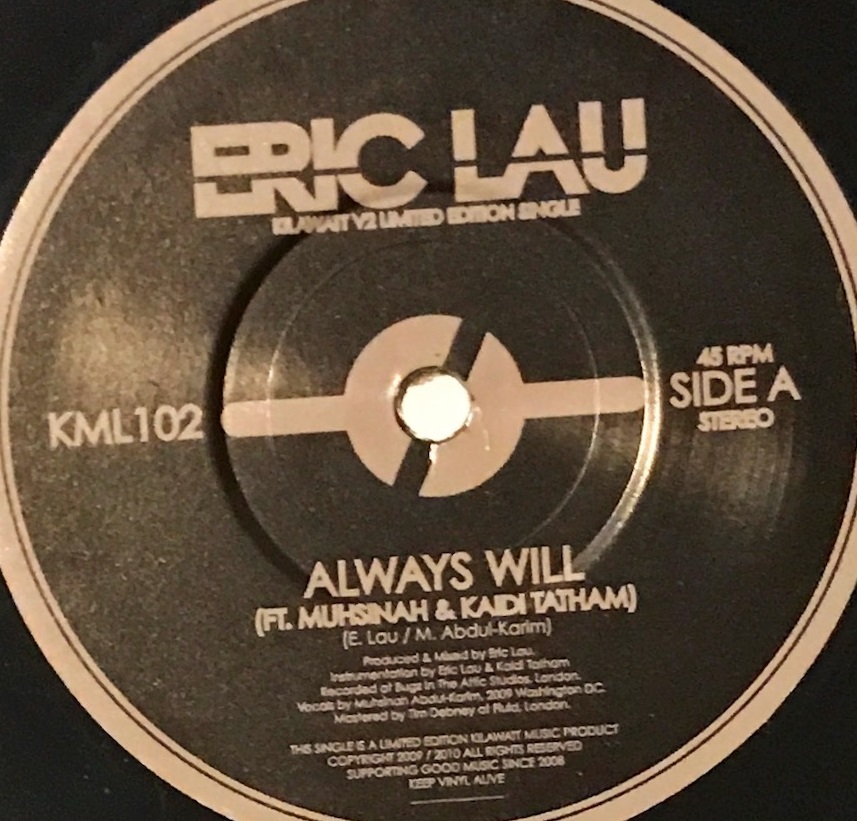 ERIC LAU
KILAWATT V2 LIMITED EDITION SINGLE
KML102
45 RPM
SIDE A
STEREO
ALWAYS WILL
(FT. MUHSINAH & KAIDI TATHAM)
(E. Lau / M. Abdul-Karim)
Produced & Mixed by Eric Lau.
Instrumentation by Eric Lau & Kaidi Tatham
Recorded at Bugs In The Attic Studios, London.
Vocals by Muhsinah Abdul-Karim, 2009 Washington DC.
Mastered by Tim Debney at Fluid, London.
THIS SINGLE IS A LIMITED EDITION KILAWATT MUSIC PRODUCT
COPYRIGHT 2009 / 2010 ALL RIGHTS RESERVED
SUPPORTING GOOD MUSIC SINCE 2008
KEEP VINYL ALIVE